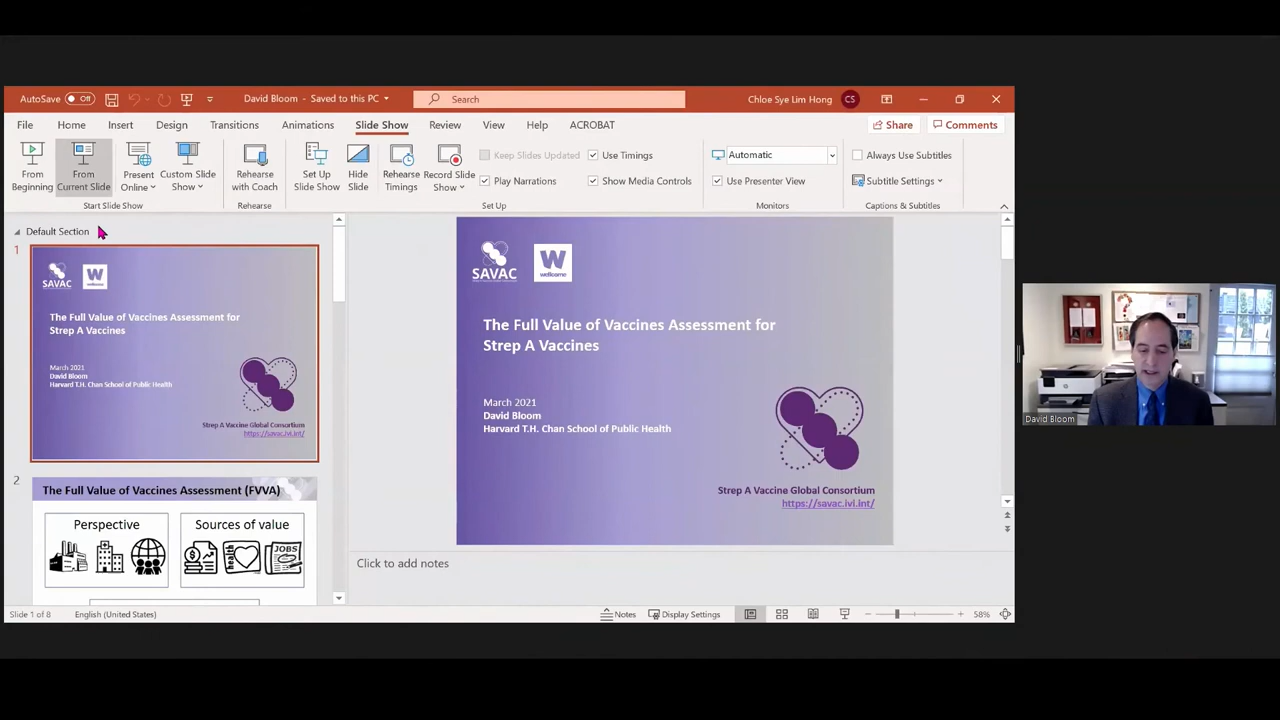 AutoSave Off
David Bloom - Saved to this PC
Search
Chloe Sye Lim Hong CS
File Home Insert Design Transitions Animations Slide Show Review View Help ACROBAT
Share Comments
From Beginning
From Current Slide
Present Online
Custom Slide Show
Rehearse with Coach
Set Up Slide Show
Hide Slide
Rehearse Timings
Record Slide Show
Keep Slides Updated
Play Narrations
Use Timings
Show Media Controls
Automatic
Use Presenter View
Always Use Subtitles
Subtitle Settings
Start Slide Show Rehearse Set Up Monitors Captions & Subtitles
Default Section
1
SAVAC
W
wellcome
The Full Value of Vaccines Assessment for
Strep A Vaccines
March 2021
David Bloom
Harvard T.H. Chan School of Public Health
Strep A Vaccine Global Consortium
https://savac.ivi.int/
2
The Full Value of Vaccines Assessment (FVVA)
Perspective
Sources of value
health
JOBS
SAVAC
W
wellcome
The Full Value of Vaccines Assessment for
Strep A Vaccines
March 2021
David Bloom
Harvard T.H. Chan School of Public Health
Strep A Vaccine Global Consortium
https://savac.ivi.int/
Click to add notes
Slide 1 of 8 English (United States)
Notes Display Settings 58%
David Bloom